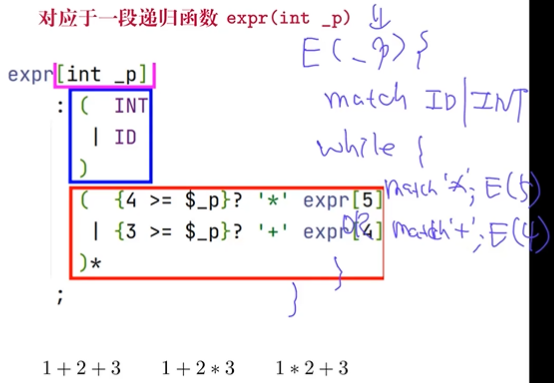 对应于一段递归函数 expr(int _p)
E(_p){
expr[int _p]
match ID|INT
: ( INT
| ID
while {
)
( {4 >= $_p}? '*' expr[5] match'*'; E(5)
OR
| {3 >= $_p}? '+' expr[4] match'+'; E(4)
)*
}
;
}
1 + 2 + 3 1 + 2 * 3 1 * 2 + 3